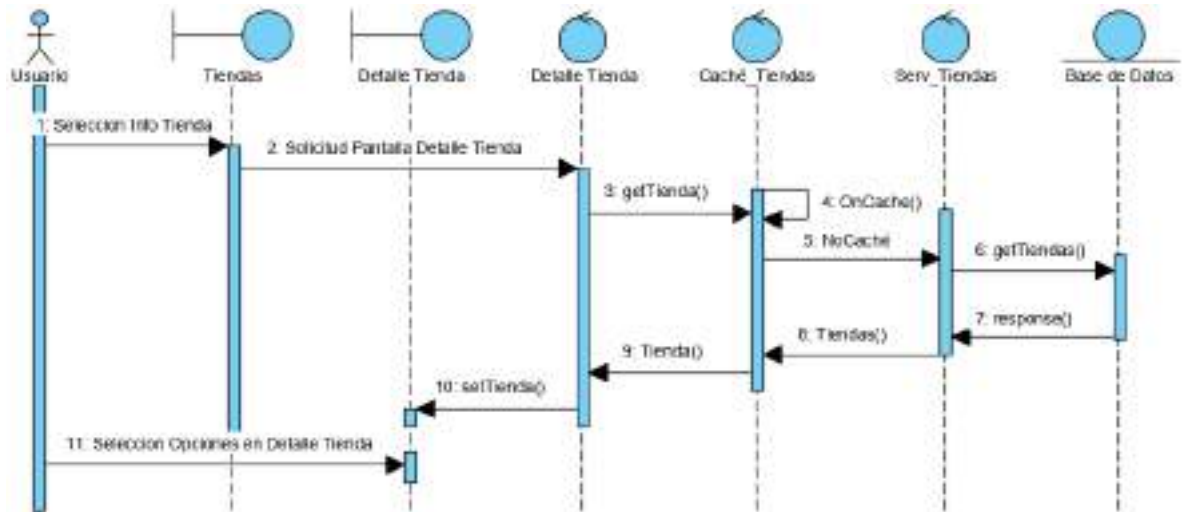 Usuario
Tiendas
Detalle Tienda
Detalle Tienda
Caché_Tiendas
Serv_Tiendas
Base de Datos
1: Seleccion Info Tienda
2: Solicitud Pantalla Detalle Tienda
3: getTienda()
4: OnCache()
5: NoCaché
6: getTiendas()
7: response()
8: Tiendas()
9: Tienda()
10: setTienda()
11: Seleccion Opciones en Detalle Tienda